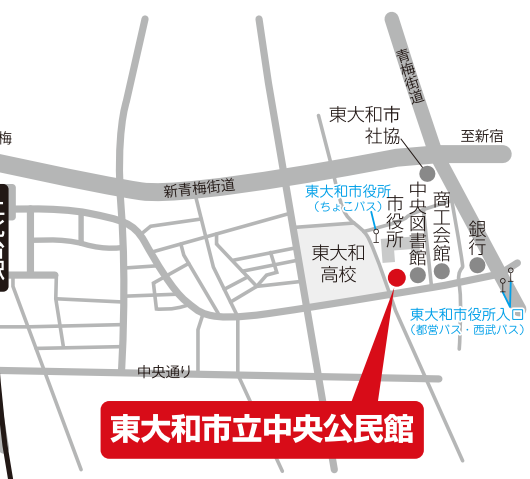 青梅街道
東大和市
社協
梅
至新宿
新青梅街道
東大和市役所
(ちょこバス)
市役所
中央図書館
商工会館
銀行
東大和
高校
東大和市役所入口
(都営バス・西武バス)
中央通り
東大和市立中央公民館